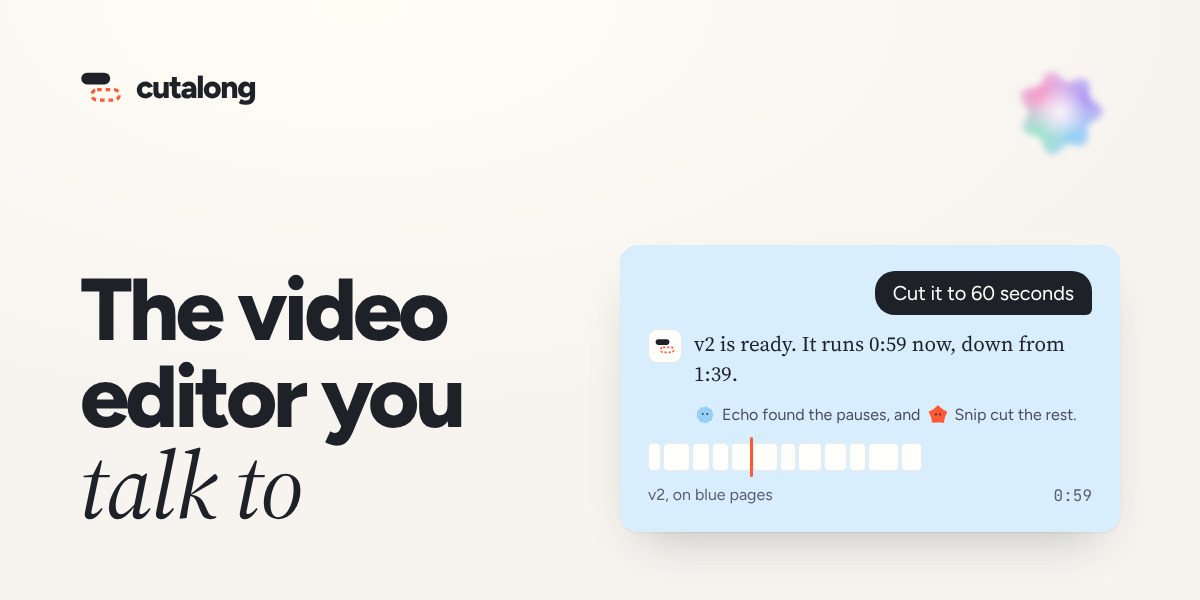 cutalong
The video
editor you
talk to
Cut it to 60 seconds
v2 is ready. It runs 0:59 now, down from
1:39.
Echo found the pauses, and Snip cut the rest.
v2, on blue pages
0:59